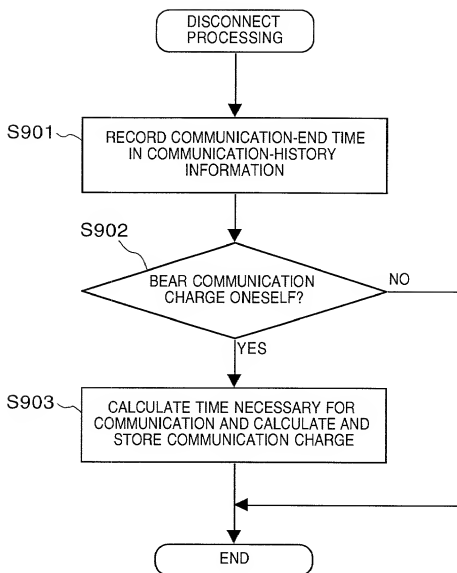 DISCONNECT
PROCESSING
S901
RECORD COMMUNICATION-END TIME
IN COMMUNICATION-HISTORY
INFORMATION
S902
BEAR COMMUNICATION
CHARGE ONESELF?
NO
YES
S903
CALCULATE TIME NECESSARY FOR
COMMUNICATION AND CALCULATE AND
STORE COMMUNICATION CHARGE
END